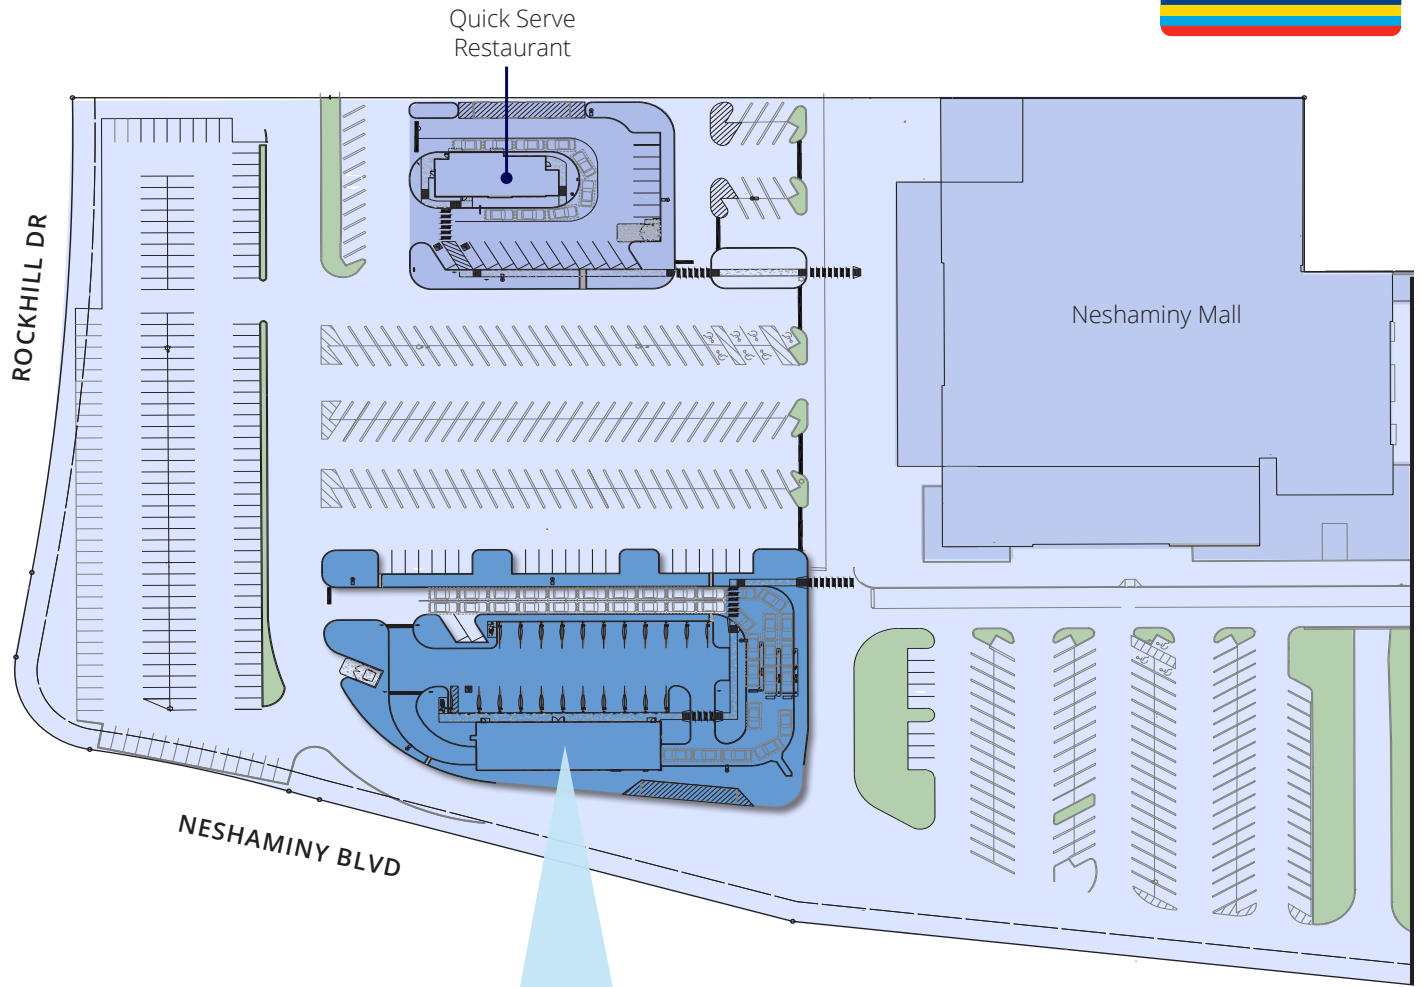 Quick Serve
Restaurant
ROCKHILL DR
Neshaminy Mall
NESHAMINY BLVD